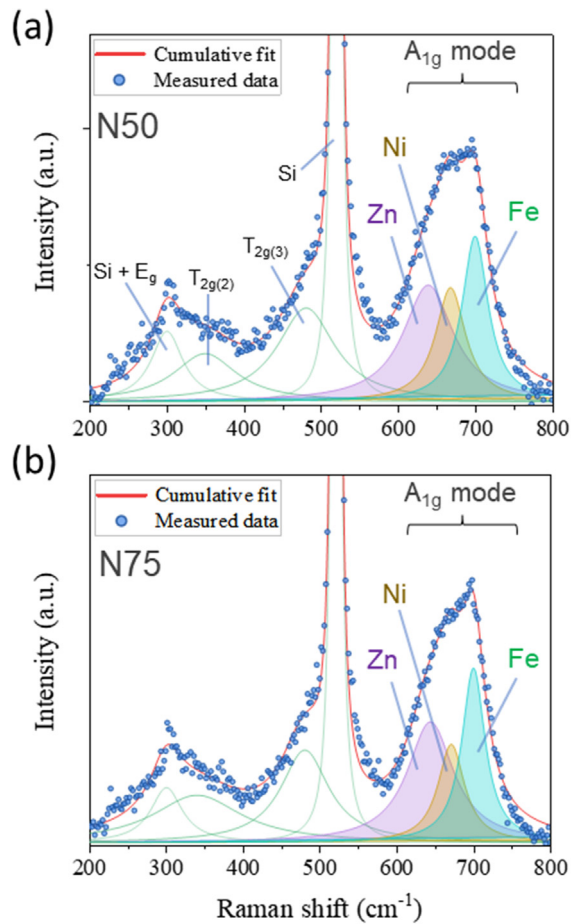 (a)
Cumulative fit
Measured data
A1g mode
N50
Ni
Si
Zn
Fe
T2g(3)
Si + Eg
T2g(2)
Intensity (a.u.)
200 300 400 500 600 700 800
(b)
Cumulative fit
Measured data
A1g mode
N75
Ni
Zn
Fe
Intensity (a.u.)
200 300 400 500 600 700 800
Raman shift (cm⁻¹)